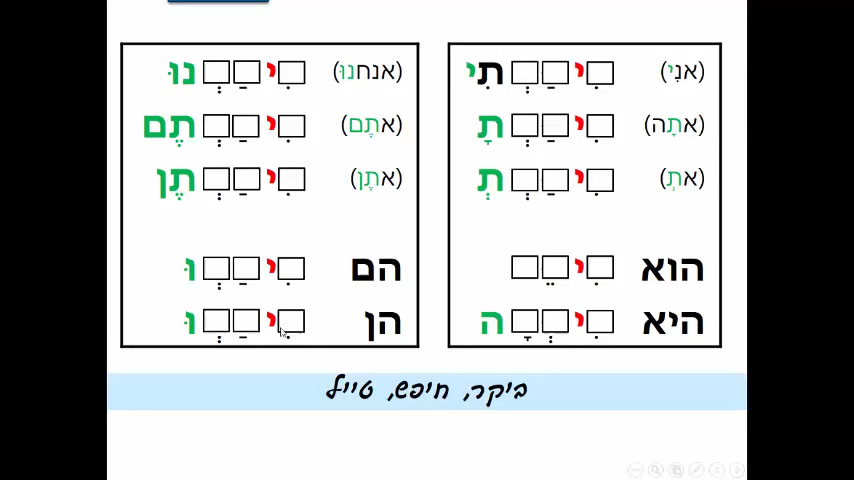 (אנִי) □ִי□ַ□ְתִי
(אתָה) □ִי□ַ□ְתָ
(אתְ) □ִי□ַ□ְתְ
הוא □ִי□ֵ□
היא □ִי□ְ□ָה
(אנחנוּ) □ִי□ַ□ְנוּ
(אתֶם) □ִי□ַ□ְתֶם
(אתֶן) □ִי□ַ□ְתֶן
הם □ִי□ַ□ְוּ
הן □ִי□ַ□ְוּ
ביקר, חיפש, טייל